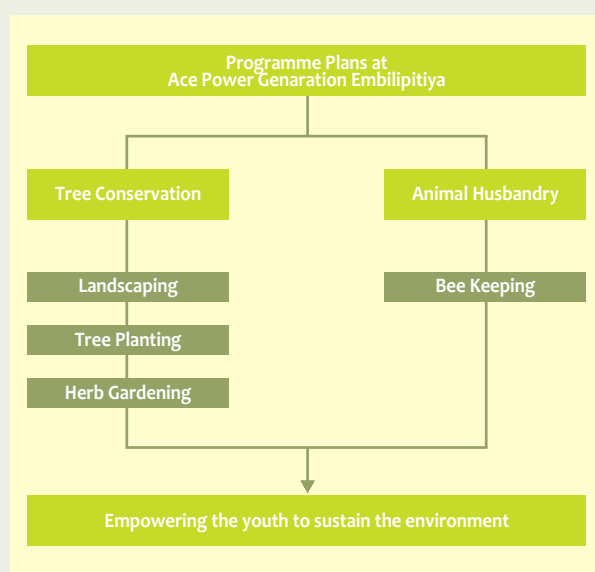 Programme Plans at
Ace Power Genaration Embilipitiya
Tree Conservation
Animal Husbandry
Landscaping
Bee Keeping
Tree Planting
Herb Gardening
Empowering the youth to sustain the environment